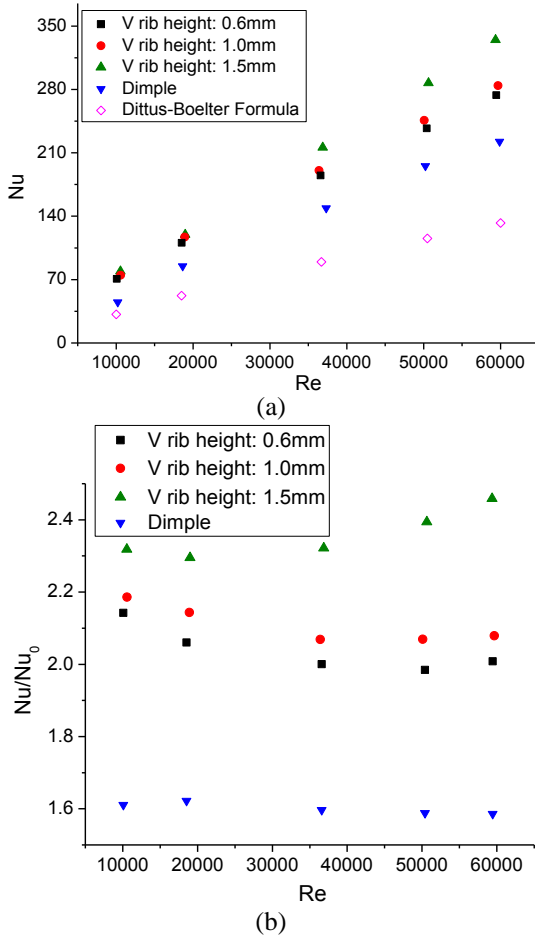 V rib height: 0.6mm
V rib height: 1.0mm
V rib height: 1.5mm
Dimple
Dittus-Boelter Formula
350
280
210
140
70
0
Nu
10000 20000 30000 40000 50000 60000
Re
(a)
V rib height: 0.6mm
V rib height: 1.0mm
V rib height: 1.5mm
Dimple
2.4
2.2
2.0
1.8
1.6
Nu/Nu₀
10000 20000 30000 40000 50000 60000
Re
(b)